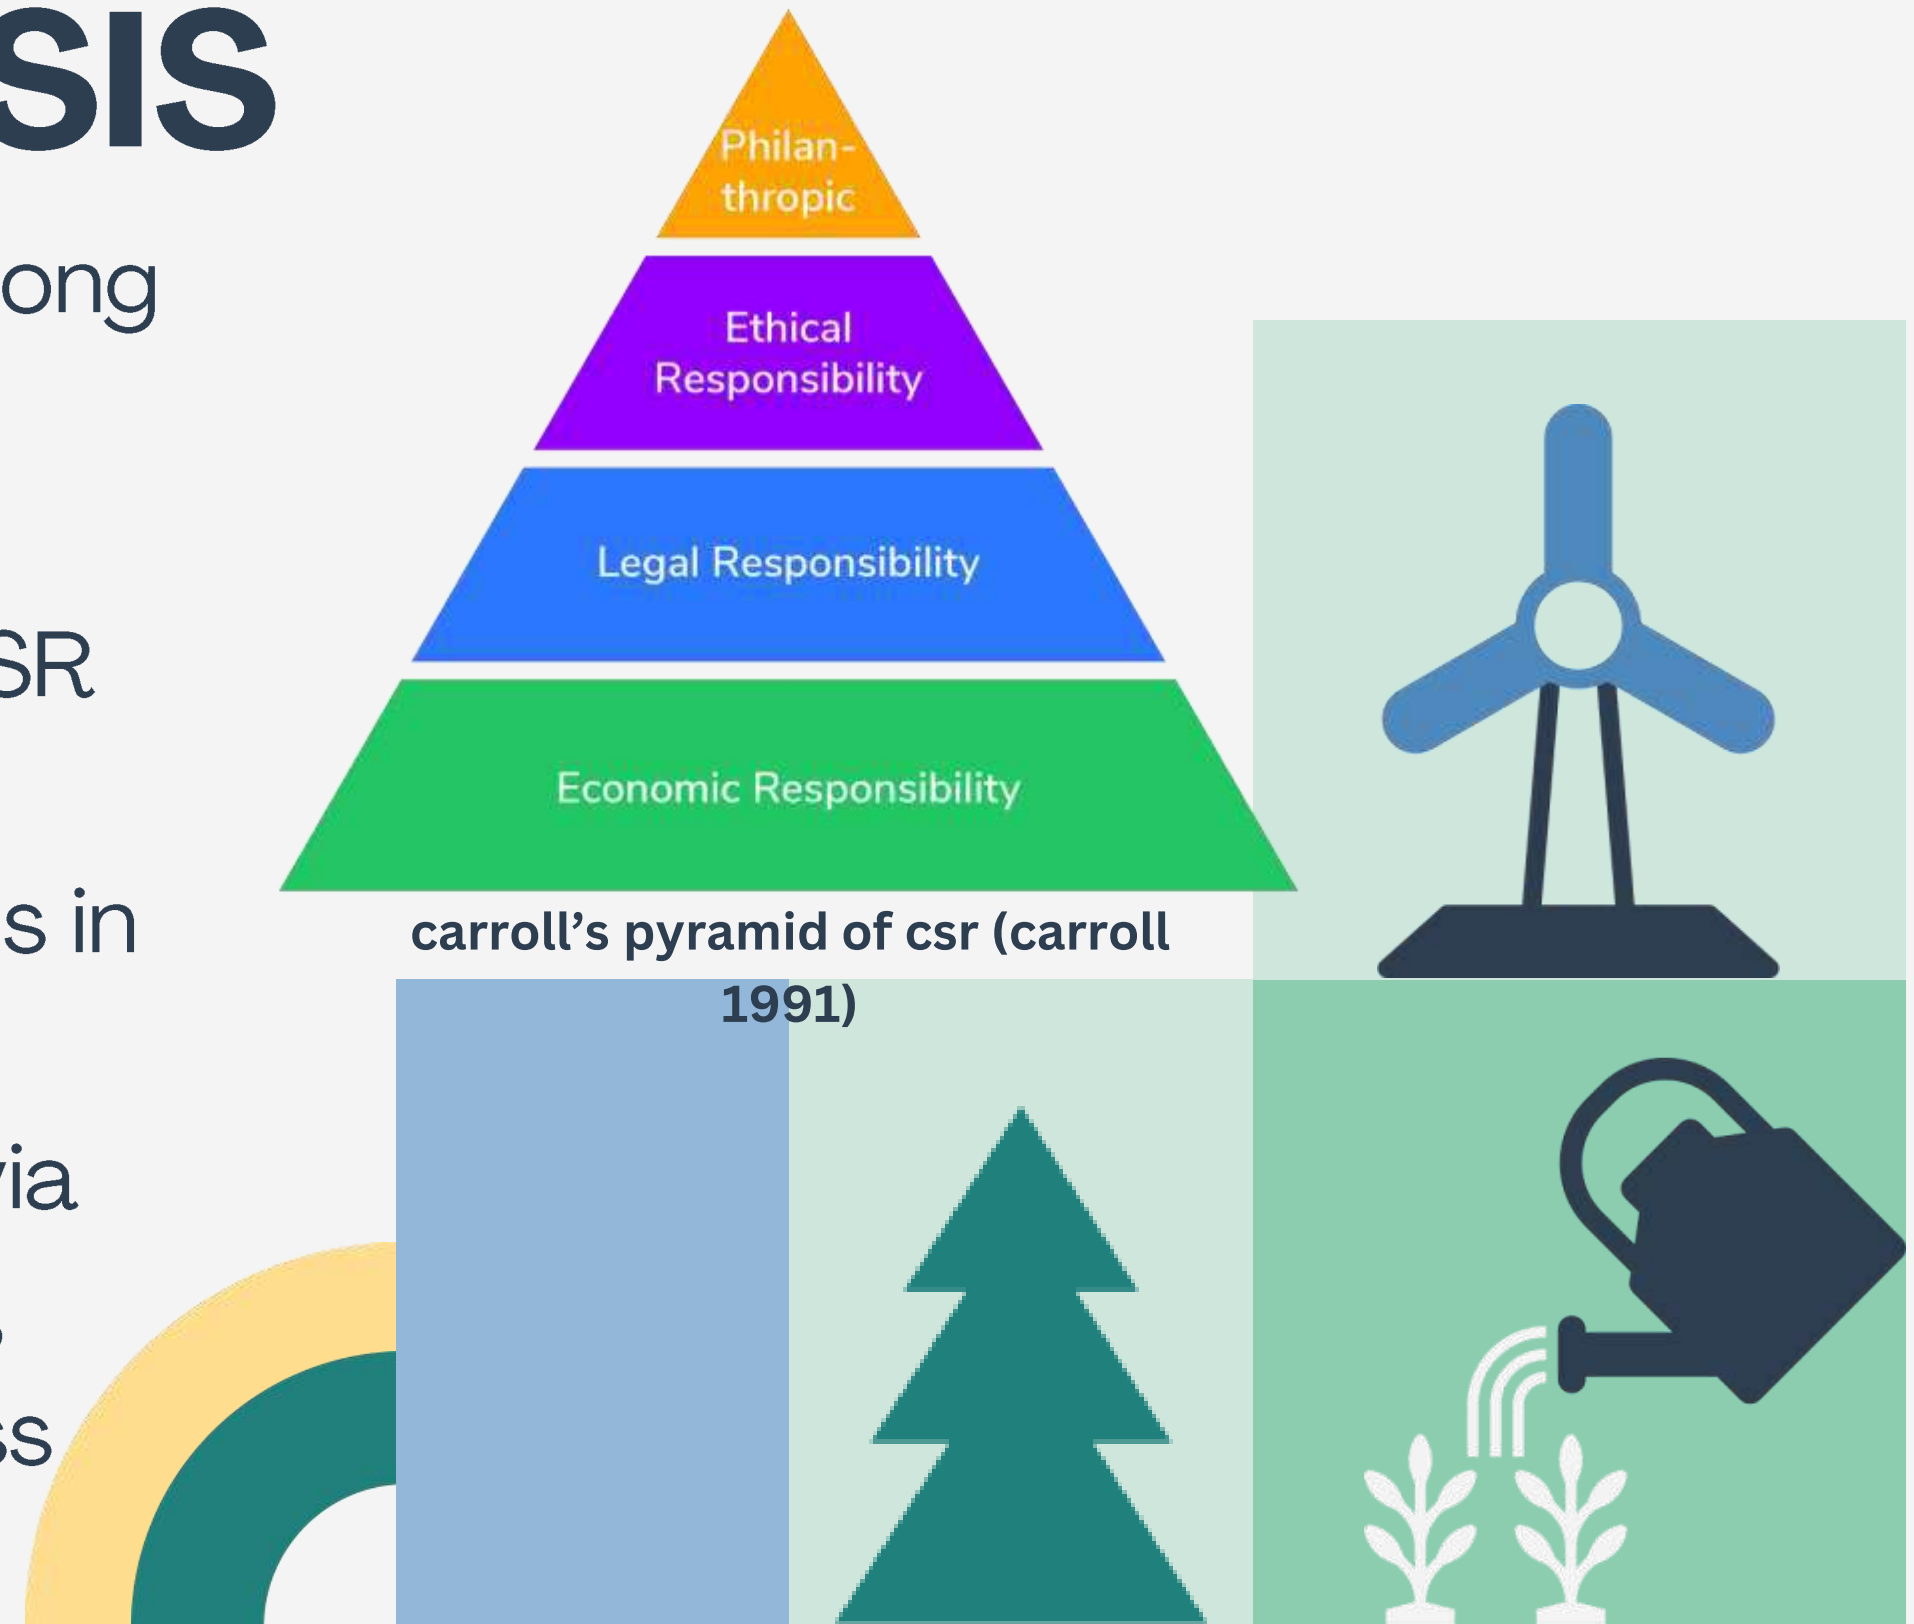 SIS
ong
SR
s in
via
ss
Philan-
thropic
Ethical
Responsibility
Legal Responsibility
Economic Responsibility
carroll’s pyramid of csr (carroll
1991)